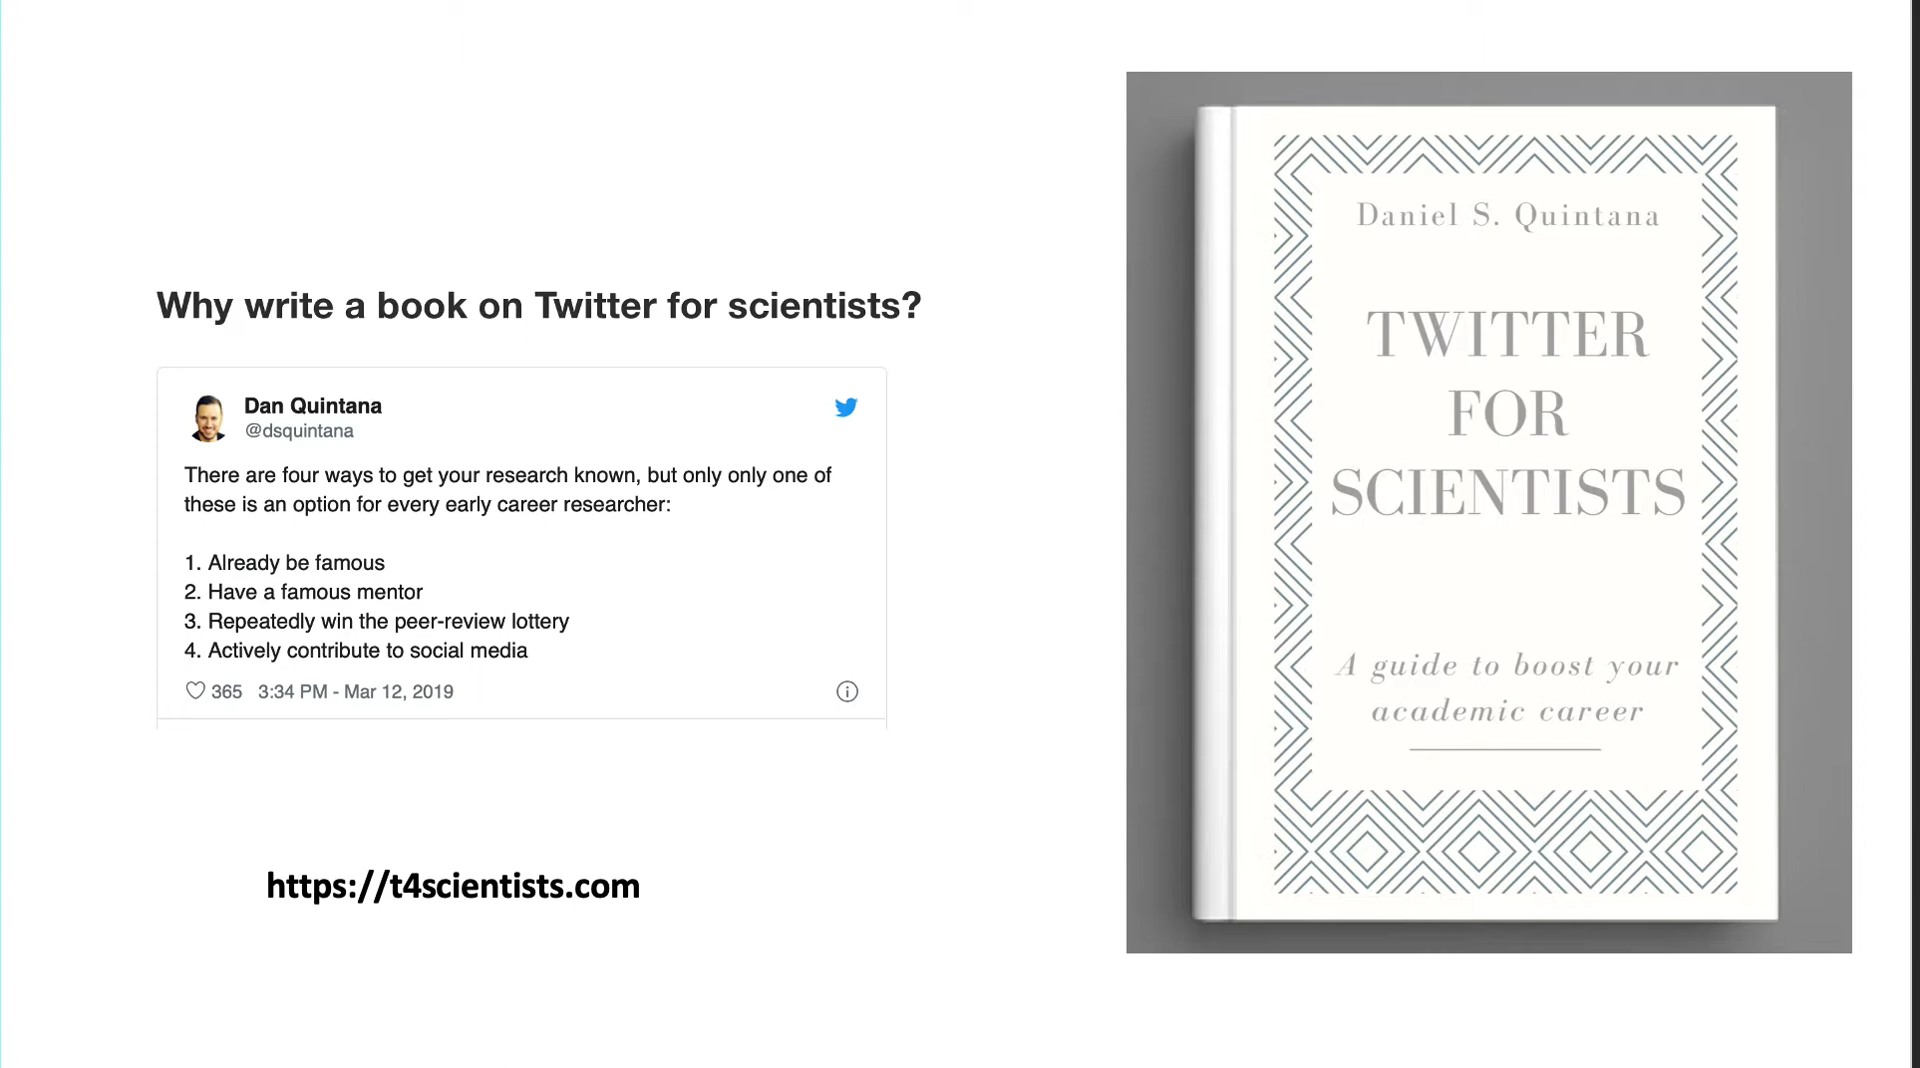 Why write a book on Twitter for scientists?
Dan Quintana
@dsquintana
There are four ways to get your research known, but only only one of
these is an option for every early career researcher:
1. Already be famous
2. Have a famous mentor
3. Repeatedly win the peer-review lottery
4. Actively contribute to social media
365 3:34 PM - Mar 12, 2019
https://t4scientists.com
Daniel S. Quintana
TWITTER
FOR
SCIENTISTS
A guide to boost your
academic career